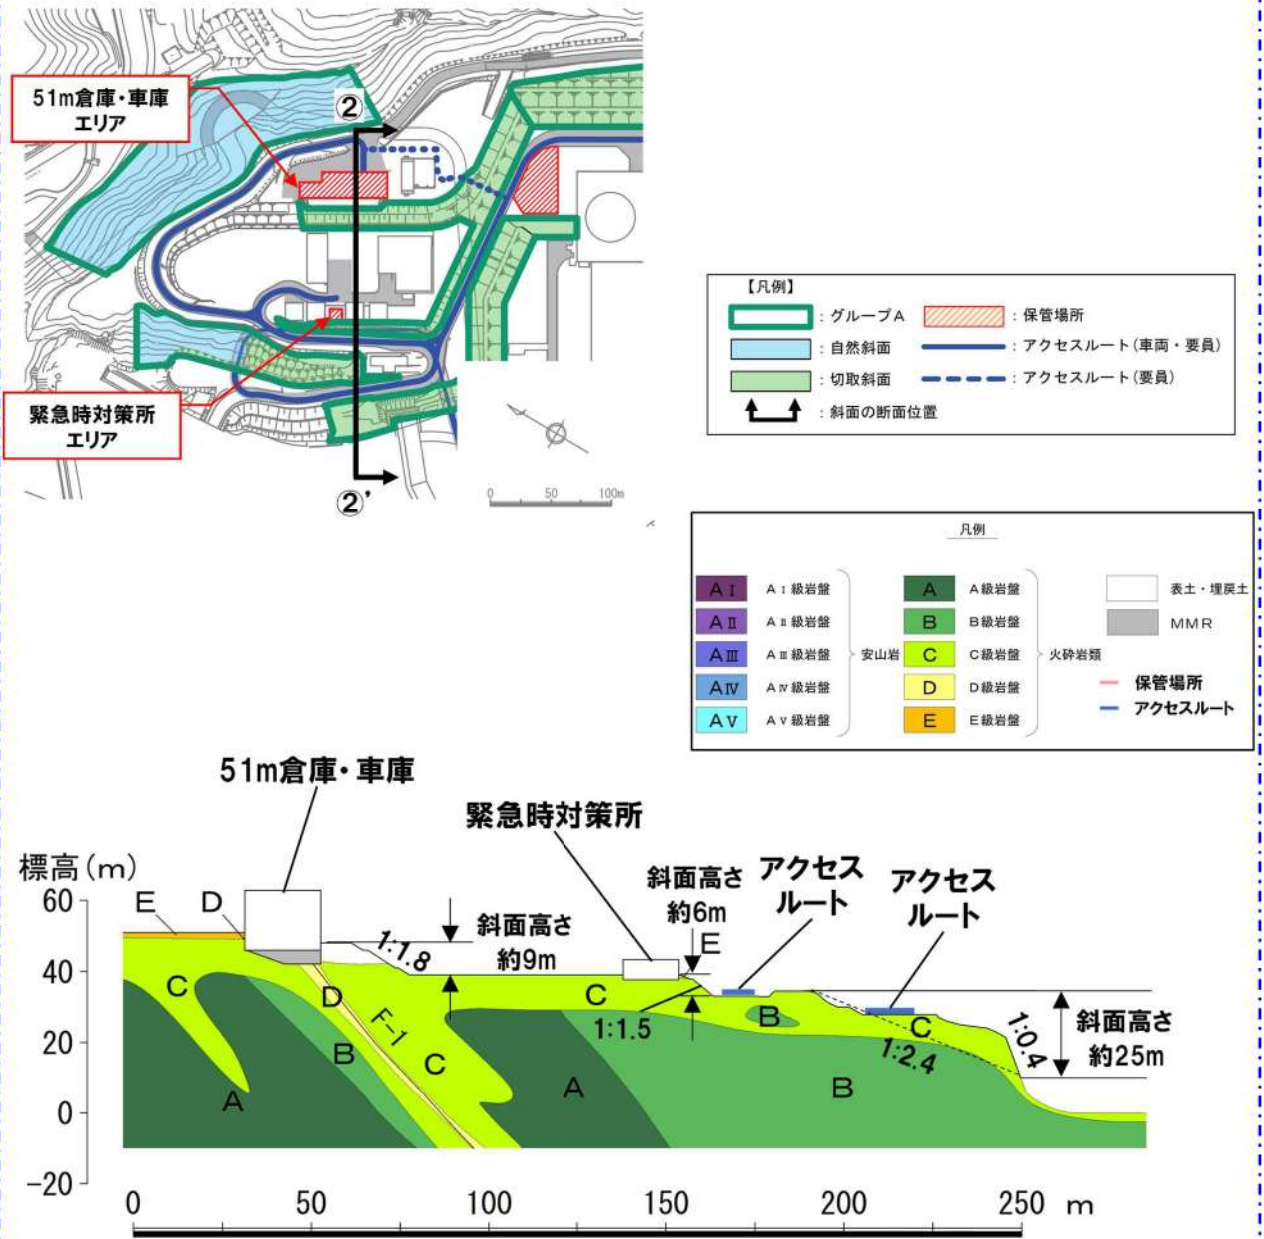 51m倉庫・車庫
エリア
②
緊急時対策所
エリア
②'
0 50 100m
【凡例】
：グループA
：保管場所
：自然斜面
：アクセスルート(車両・要員)
：切取斜面
：アクセスルート(要員)
：斜面の断面位置
凡例
AⅠ AⅠ級岩盤
AⅡ AⅡ級岩盤
AⅢ AⅢ級岩盤
AⅣ AⅣ級岩盤
AⅤ AⅤ級岩盤
安山岩
A A級岩盤
B B級岩盤
C C級岩盤
D D級岩盤
E E級岩盤
火砕岩類
表土・埋戻土
MMR
保管場所
アクセスルート
51m倉庫・車庫
緊急時対策所
標高(m)
斜面高さ
約6m
アクセス
ルート
アクセス
ルート
60
40
20
0
-20
E
D
1:1.8
斜面高さ
約9m
E
C
D
F-1
B
C
A
C
1:1.5
A
B
B
C
1:2.4
1:0.4
斜面高さ
約25m
0 50 100 150 200 250 m